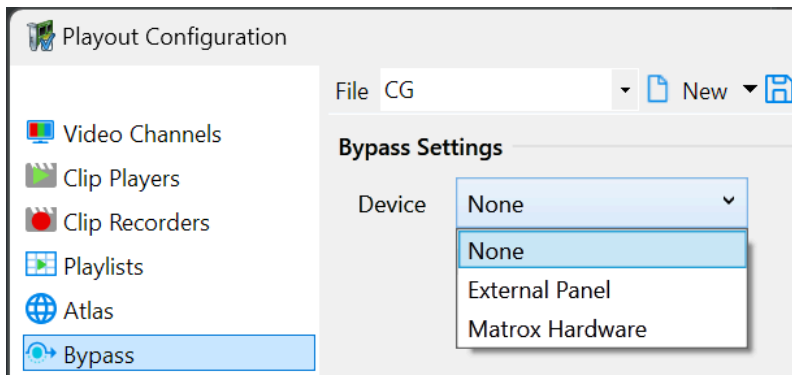 Playout Configuration
File CG New
Video Channels
Clip Players
Clip Recorders
Playlists
Atlas
Bypass
Bypass Settings
Device None
None
External Panel
Matrox Hardware